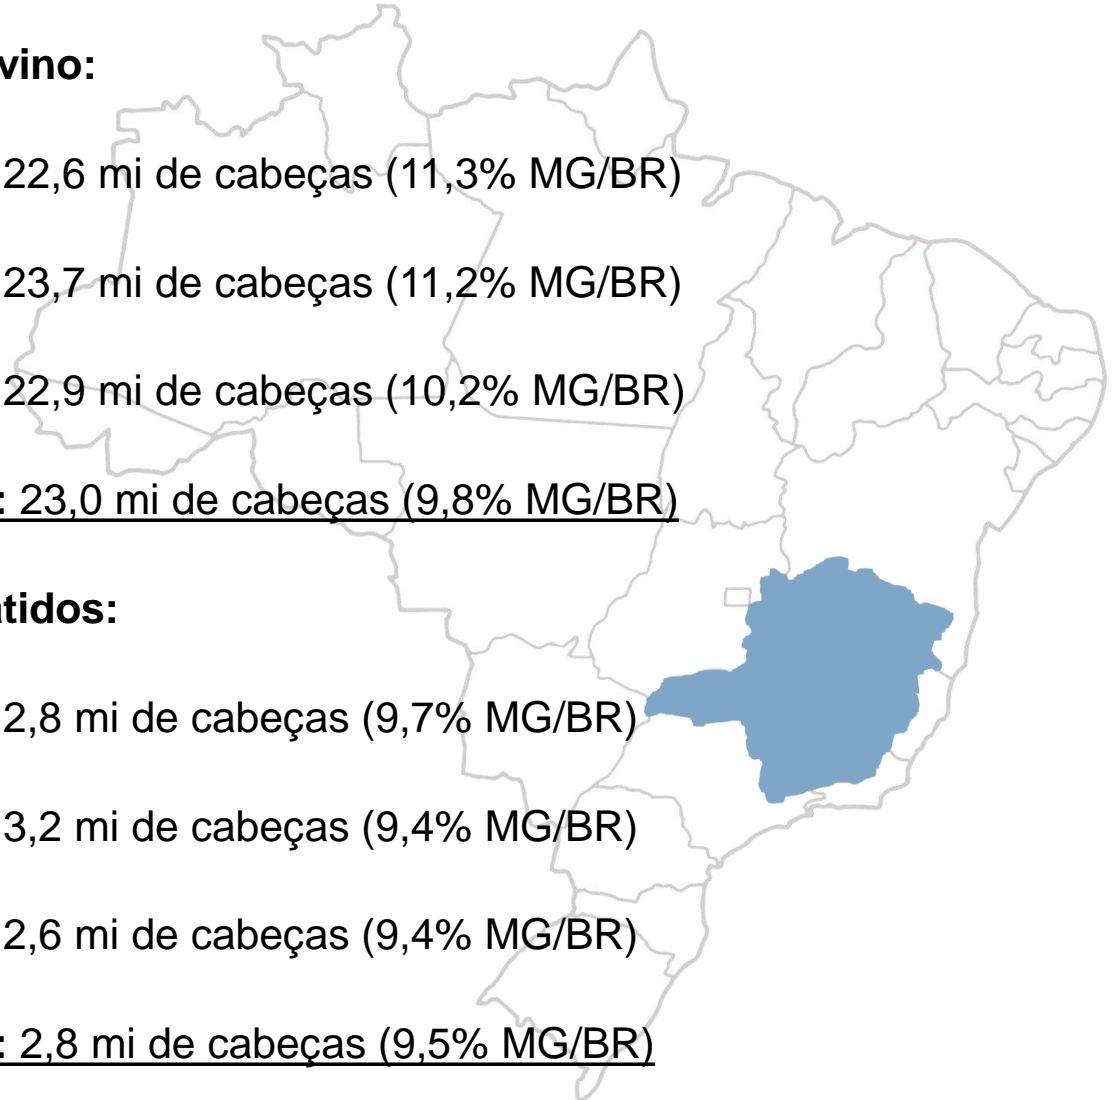 vino:
22,6 mi de cabeças (11,3% MG/BR)
23,7 mi de cabeças (11,2% MG/BR)
22,9 mi de cabeças (10,2% MG/BR)
: 23,0 mi de cabeças (9,8% MG/BR)
tidos:
2,8 mi de cabeças (9,7% MG/BR)
3,2 mi de cabeças (9,4% MG/BR)
2,6 mi de cabeças (9,4% MG/BR)
: 2,8 mi de cabeças (9,5% MG/BR)